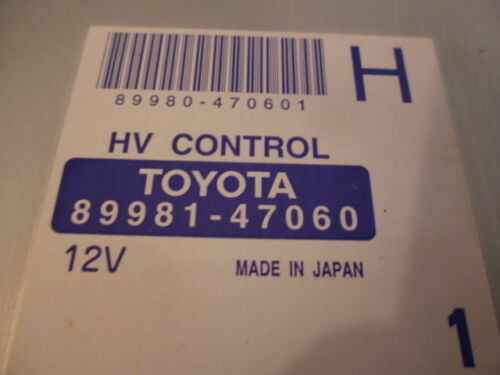 89980-470601
H
HV CONTROL
TOYOTA
89981-47060
12V
MADE IN JAPAN
1